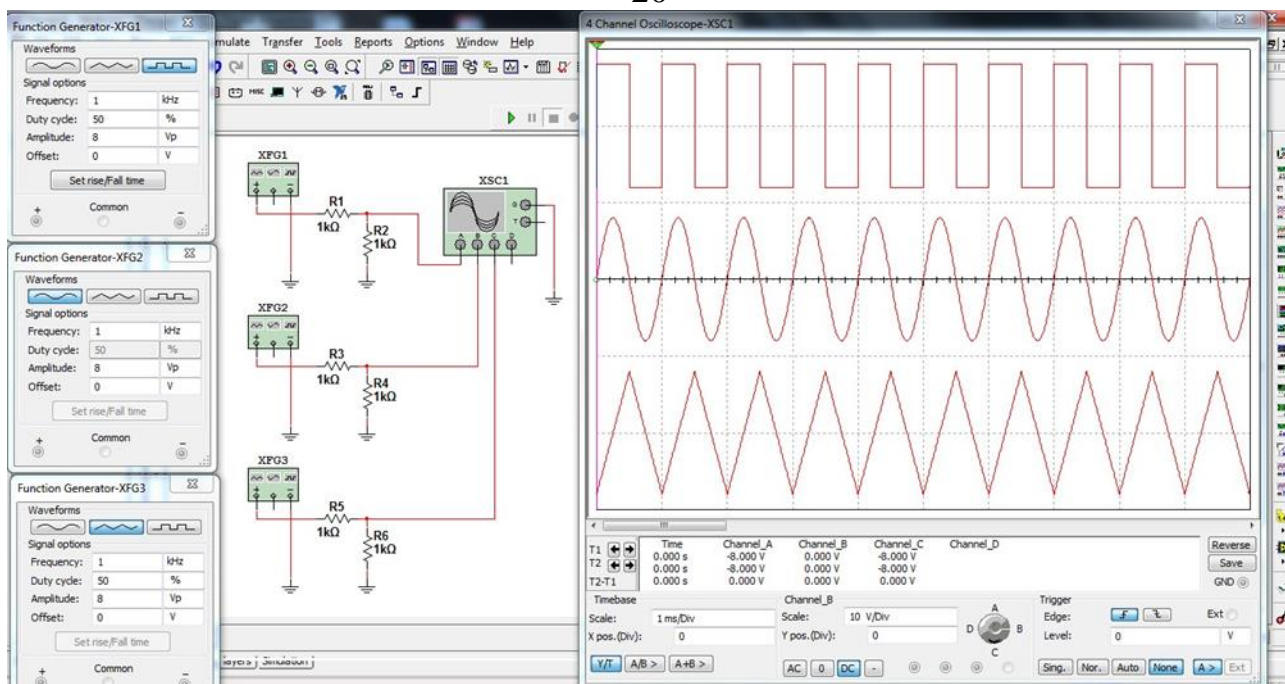 20
Function Generator-XFG1
Waveforms
Signal options
Frequency: 1 kHz
Duty cycle: 50 %
Amplitude: 8 Vp
Offset: 0 V
Set rise/Fall time
+ Common -
Function Generator-XFG2
Waveforms
Signal options
Frequency: 1 kHz
Duty cycle: 50 %
Amplitude: 8 Vp
Offset: 0 V
Set rise/Fall time
+ Common -
Function Generator-XFG3
Waveforms
Signal options
Frequency: 1 kHz
Duty cycle: 50 %
Amplitude: 8 Vp
Offset: 0 V
Set rise/Fall time
+ Common -
Transfer Tools Reports Options Window Help
MISC
XFG1
R1
1kΩ
R2
1kΩ
XSC1
G
T
A B C D
XFG2
R3
1kΩ
R4
1kΩ
XFG3
R5
1kΩ
R6
1kΩ
Simulation
4 Channel Oscilloscope-XSC1
Time Channel_A Channel_B Channel_C Channel_D
T1 0.000 s -8.000 V 0.000 V -8.000 V
T2 0.000 s -8.000 V 0.000 V -8.000 V
T2-T1 0.000 s 0.000 V 0.000 V 0.000 V
Reverse
Save
GND
Timebase
Scale: 1 ms/Div
X pos.(Div): 0
Y/T A/B > A+B >
Channel_B
Scale: 10 V/Div
Y pos.(Div): 0
AC 0 DC -
A
D B
C
Trigger
Edge: Ext
Level: 0 V
Sing. Nor. Auto None A > Ext